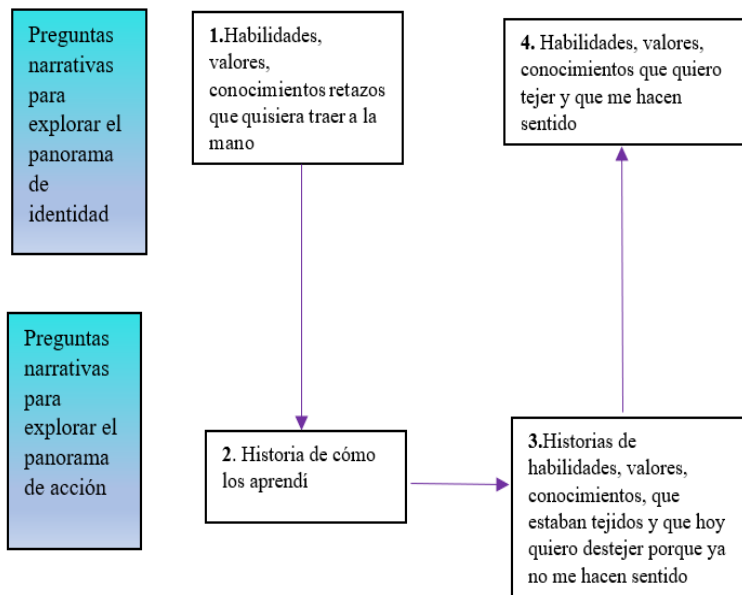 Preguntas
narrativas
para
explorar el
panorama
de
identidad
1.Habilidades,
valores,
conocimientos retazos
que quisiera traer a la
mano
4. Habilidades, valores,
conocimientos que quiero
tejer y que me hacen
sentido
Preguntas
narrativas
para
explorar el
panorama
de acción
2. Historia de cómo
los aprendí
3.Historias de
habilidades, valores,
conocimientos, que
estaban tejidos y que hoy
quiero destejer porque ya
no me hacen sentido